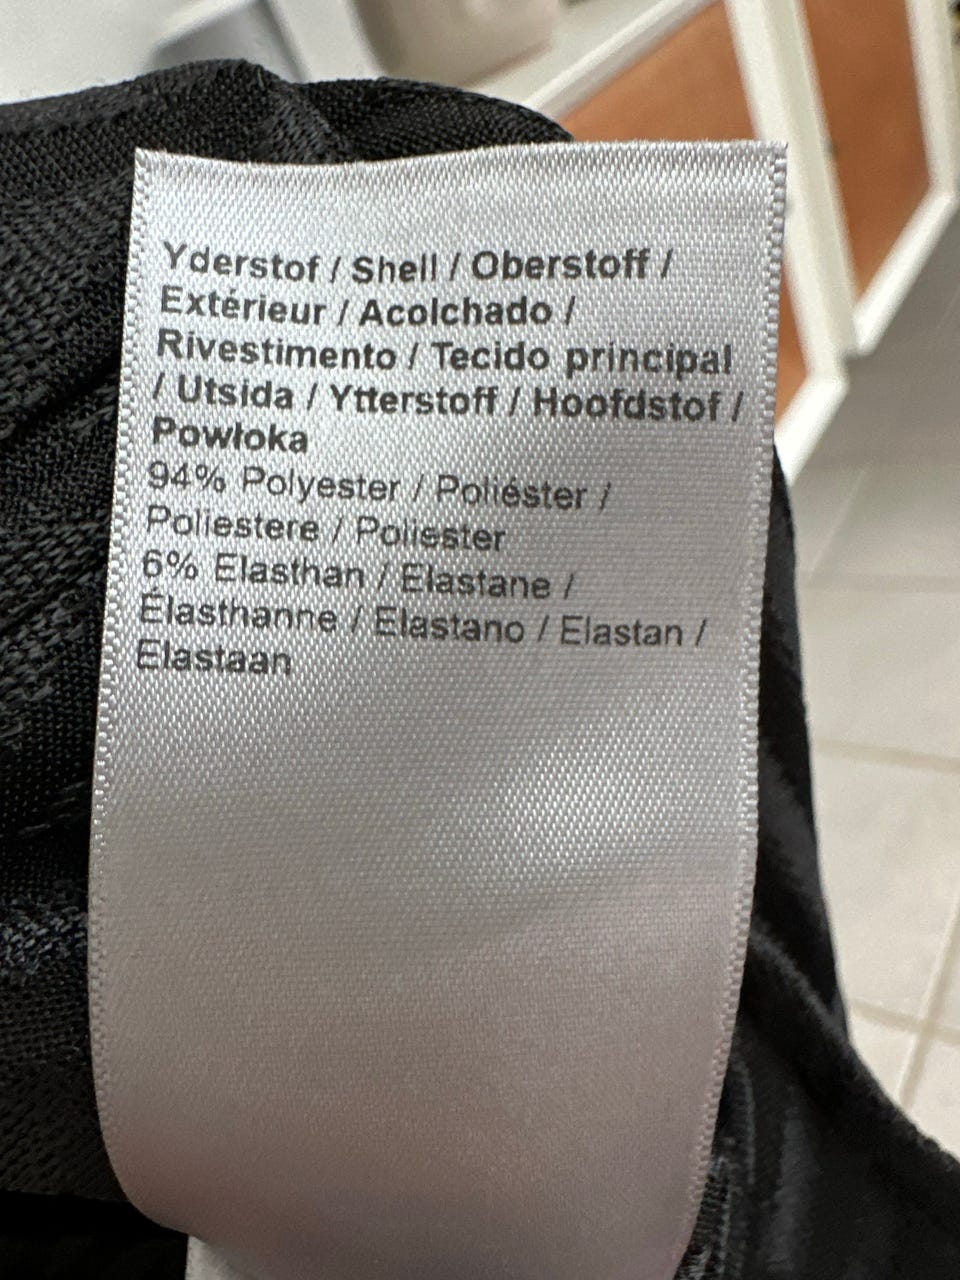 Yderstof / Shell / Oberstoff /
Extérieur / Acolchado /
Rivestimento / Tecido principal
/ Utsida / Ytterstoff / Hoofdstof /
Powłoka
94% Polyester / Poliéster /
Poliestere / Poliester
6% Elasthan / Elastane /
Élasthanne / Elastano / Elastan /
Elastaan